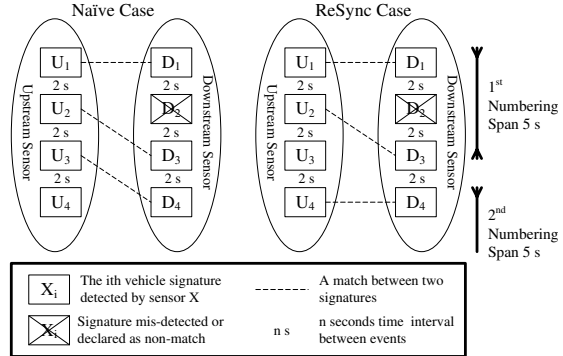 Naïve Case
ReSync Case
Upstream Sensor
U1
2 s
U2
2 s
U3
2 s
U4
D1
2 s
D2
2 s
D3
2 s
D4
Downstream Sensor
Upstream Sensor
U1
2 s
U2
2 s
U3
2 s
U4
D1
2 s
D2
2 s
D3
2 s
D4
Downstream Sensor
1st
Numbering
Span 5 s
2nd
Numbering
Span 5 s
Xi
The ith vehicle signature
detected by sensor X
A match between two
signatures
Xi
Signature mis-detected or
declared as non-match
n s
n seconds time interval
between events